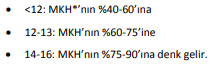 • <12: MKH*'nın %40-60'ına
• 12-13: MKH'nın %60-75'ine
• 14-16: MKH'nın %75-90'ına denk gelir.